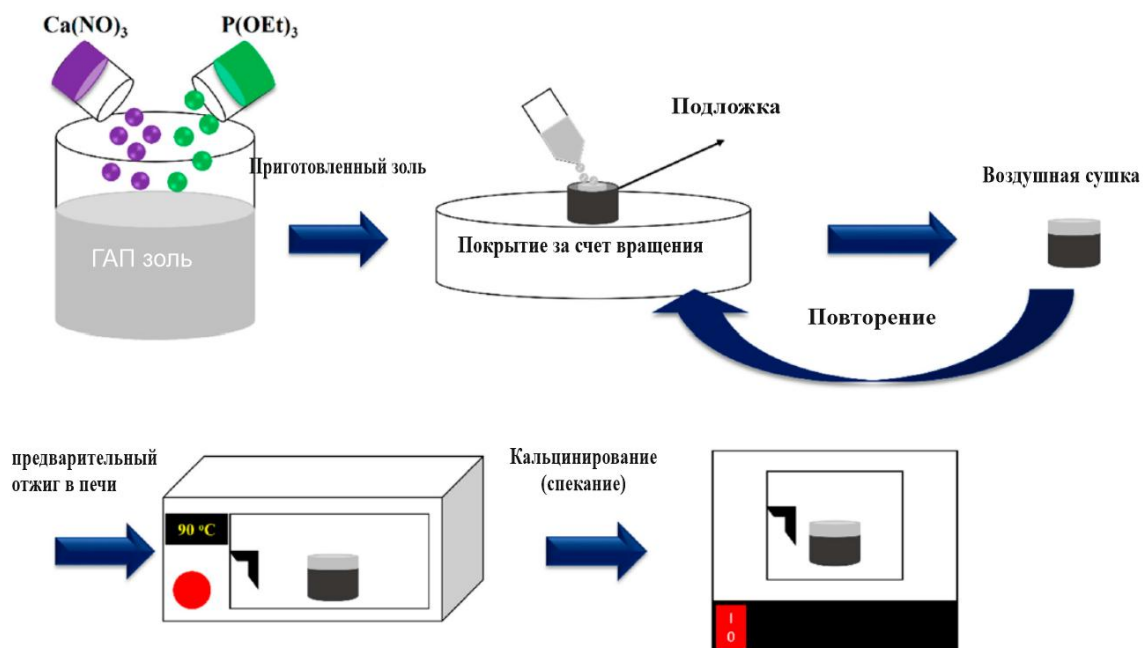 Ca(NO)₃
P(OEt)₃
ГАП золь
Приготовленный золь
Покрытие за счет вращения
Подложка
Воздушная сушка
Повторение
предварительный
отжиг в печи
90 °C
Кальцинирование
(спекание)
I
0